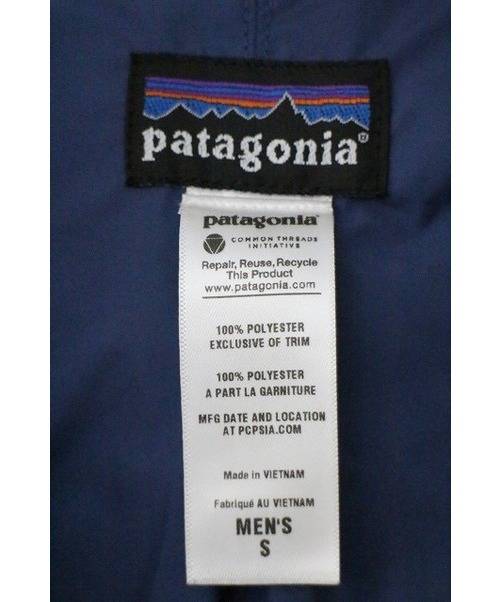 patagonia®
patagonia®
COMMON THREADS
INITIATIVE
Repair, Reuse, Recycle
This Product
www.patagonia.com
100% POLYESTER
EXCLUSIVE OF TRIM
100% POLYESTER
A PART LA GARNITURE
MFG DATE AND LOCATION
AT PCPSIA.COM
Made in VIETNAM
Fabriqué AU VIETNAM
MEN'S
S